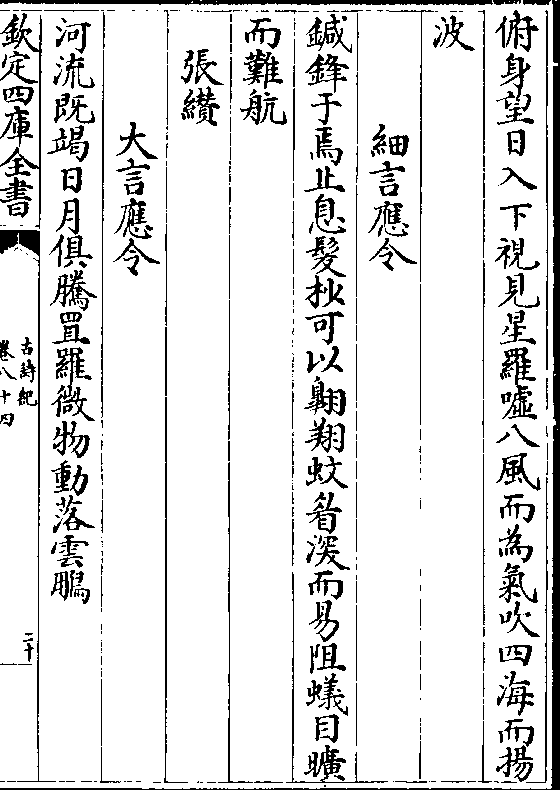 俯身望日入下視見星羅噓八風而為氣吹四海而揚
波
細言應令
鍼鋒于焉止息髮杪可以翺翔蚊眉深而易阻蟻目曠
而難航
張纘
大言應令
河流既竭日月俱騰罝羅微物動落雲鵬
欽定四庫全書
古詩紀
卷八十四
二十